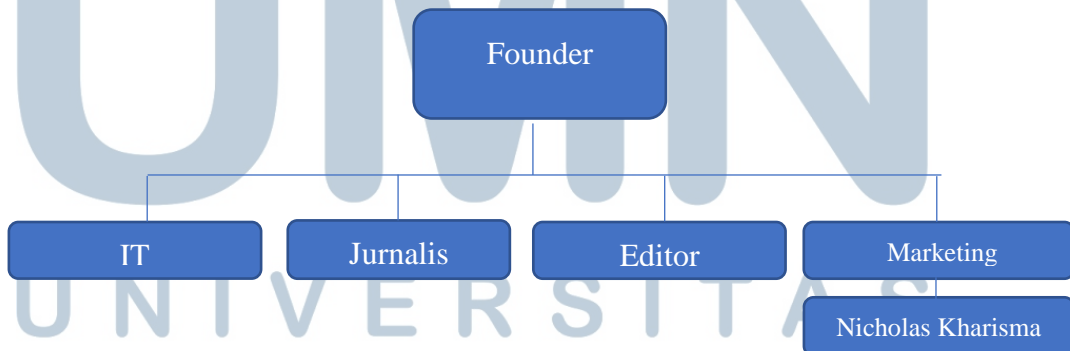 UMN
Founder
IT
Jurnalis
Editor
Marketing
UNIVERSITAS
Nicholas Kharisma